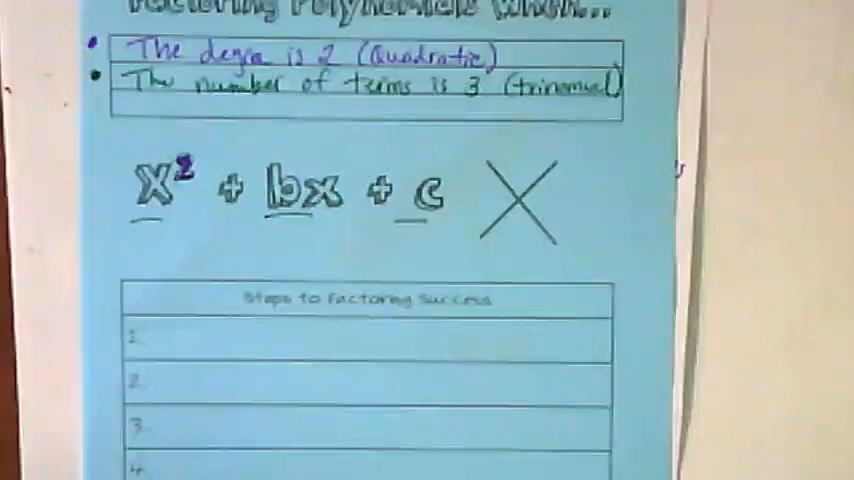 Factoring Polynomials When...
• The degree is 2 (Quadratic)
• The number of terms is 3 (trinomial)
x² + bx + c
Steps to Factoring Success
1.
2.
3.
4.